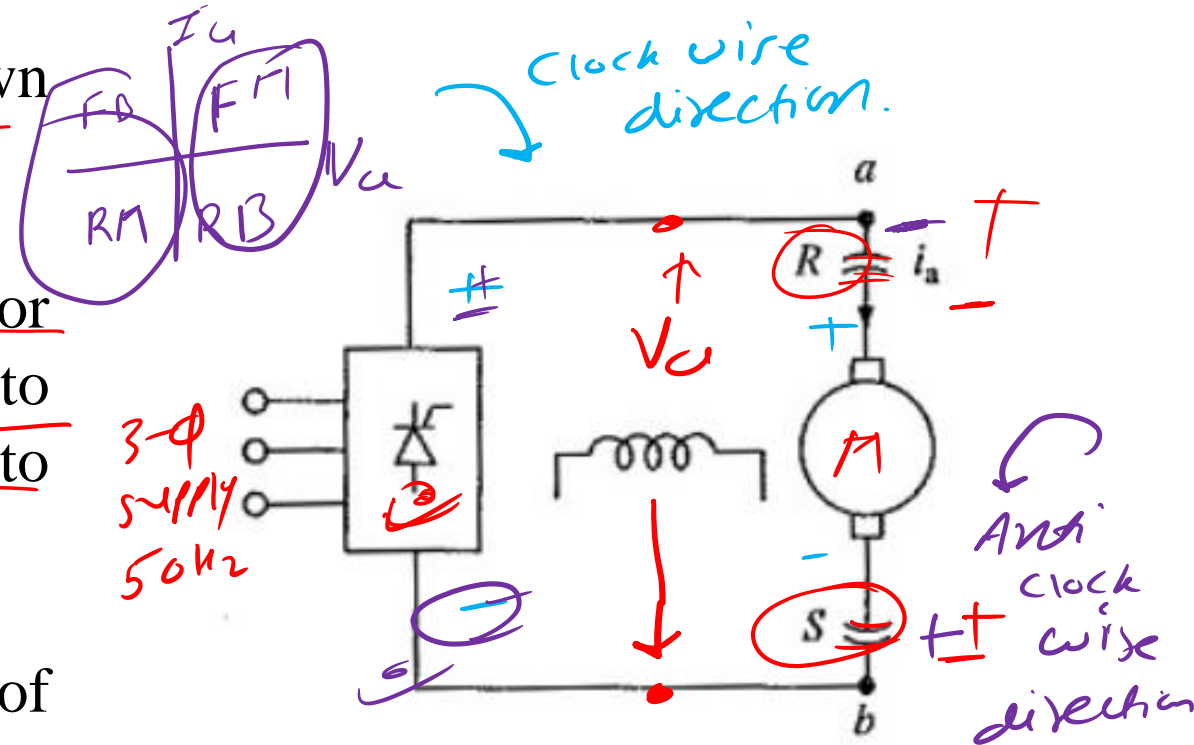 Ia
wn
FB
FM
Va
RM
RB
Clock wise
direction.
a
+
-
++
R
ia
-
or
Va
+
to
3-φ
M
to
supply
50Hz
Anti
clock
wise
direction
-
-
S
++
of
b